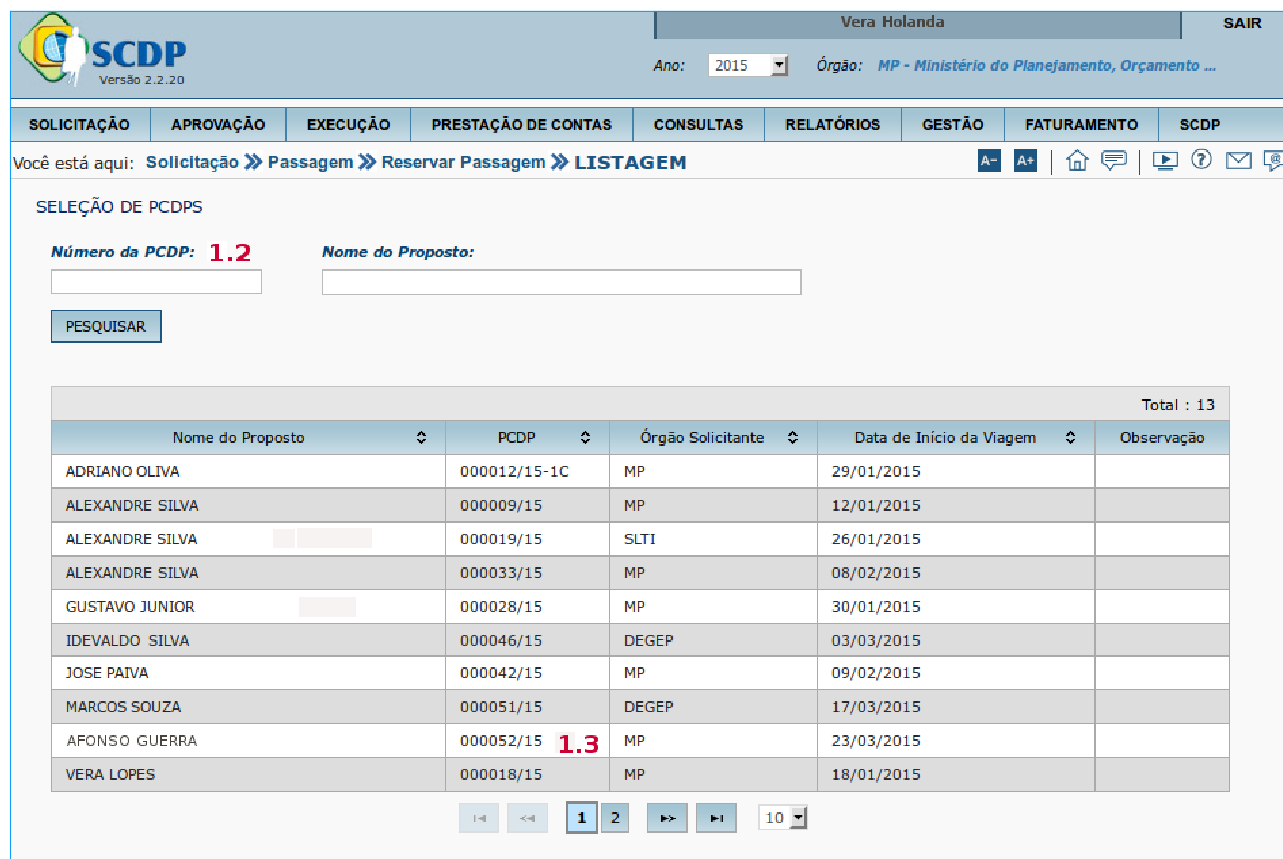 Vera Holanda SAIR
SCDP
Versão 2.2.20
Ano: 2015 Órgão: MP - Ministério do Planejamento, Orçamento ...
SOLICITAÇÃO APROVAÇÃO EXECUÇÃO PRESTAÇÃO DE CONTAS CONSULTAS RELATÓRIOS GESTÃO FATURAMENTO SCDP
Você está aqui: Solicitação Passagem Reservar Passagem LISTAGEM A- A+
SELEÇÃO DE PCDPS
Número da PCDP: 1.2 Nome do Proposto:
PESQUISAR
Total : 13
Nome do Proposto PCDP Órgão Solicitante Data de Início da Viagem Observação
ADRIANO OLIVA 000012/15-1C MP 29/01/2015
ALEXANDRE SILVA 000009/15 MP 12/01/2015
ALEXANDRE SILVA 000019/15 SLTI 26/01/2015
ALEXANDRE SILVA 000033/15 MP 08/02/2015
GUSTAVO JUNIOR 000028/15 MP 30/01/2015
IDEVALDO SILVA 000046/15 DEGEP 03/03/2015
JOSE PAIVA 000042/15 MP 09/02/2015
MARCOS SOUZA 000051/15 DEGEP 17/03/2015
AFONSO GUERRA 000052/15 1.3 MP 23/03/2015
VERA LOPES 000018/15 MP 18/01/2015
1 2 10